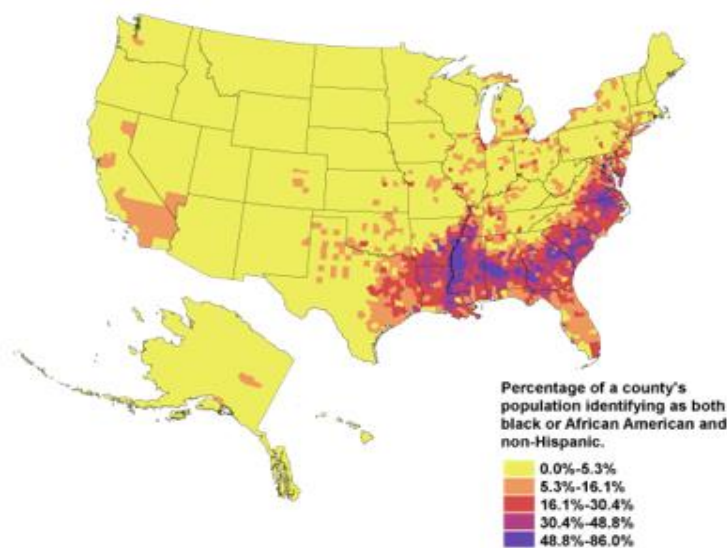 Percentage of a county's
population identifying as both
black or African American and
non-Hispanic.
0.0%-5.3%
5.3%-16.1%
16.1%-30.4%
30.4%-48.8%
48.8%-86.0%